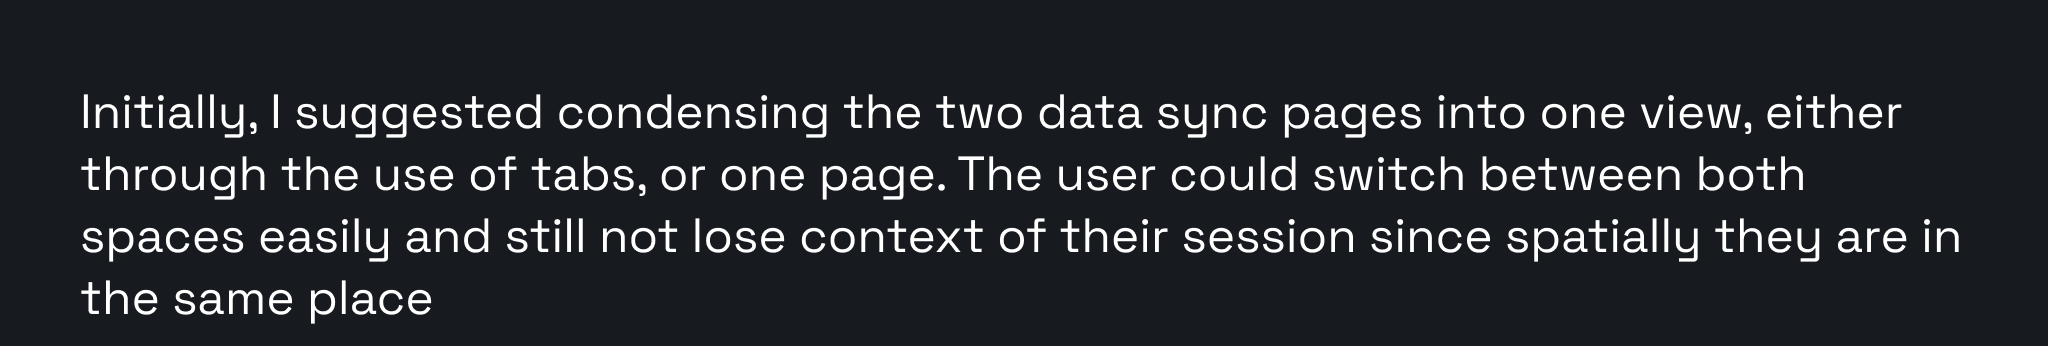 Initially, I suggested condensing the two data sync pages into one view, either
through the use of tabs, or one page. The user could switch between both
spaces easily and still not lose context of their session since spatially they are in
the same place